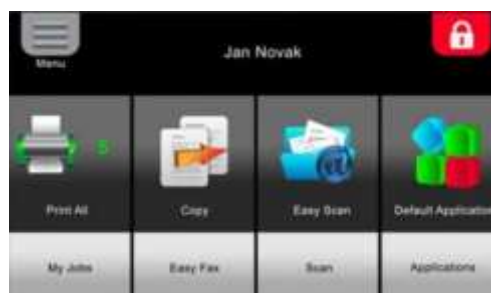 Menu
Jan Novak
5
Print All
Copy
Easy Scan
Default Application
My Jobs
Easy Fax
Scan
Applications